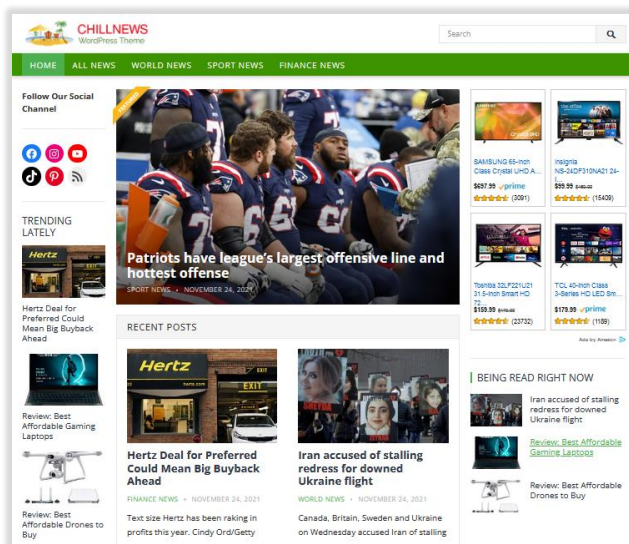 CHILLNEWS
WordPress Theme
Search
HOME
ALL NEWS
WORLD NEWS
SPORT NEWS
FINANCE NEWS
Follow Our Social
Channel
TRENDING
LATELY
Hertz
Hertz Deal for
Preferred Could
Mean Big Buyback
Ahead
Review: Best
Affordable Gaming
Laptops
Review: Best
Affordable Drones to
Buy
FEATURED
Patriots have league's largest offensive line and
hottest offense
SPORT NEWS • NOVEMBER 24, 2021
RECENT POSTS
Hertz
EXIT
Hertz Deal for Preferred
Could Mean Big Buyback
Ahead
FINANCE NEWS • NOVEMBER 24, 2021
Text size Hertz has been raking in
profits this year. Cindy Ord/Getty
Iran accused of stalling
redress for downed
Ukraine flight
WORLD NEWS • NOVEMBER 24, 2021
Canada, Britain, Sweden and Ukraine
on Wednesday accused Iran of stalling
SAMSUNG 65-Inch
Class Crystal UHD A...
$697.99 prime
(3091)
Insignia
NS-24DF310NA21 24-
i...
$99.99
(15409)
Toshiba 32LF221U21
31.5-inch Smart HD
72...
$159.99
(23732)
TCL 40-inch Class
3-Series HD LED Sm...
$179.99 prime
(1189)
Ads by Amazon
BEING READ RIGHT NOW
Iran accused of stalling
redress for downed
Ukraine flight
Review: Best Affordable
Gaming Laptops
Review: Best Affordable
Drones to Buy